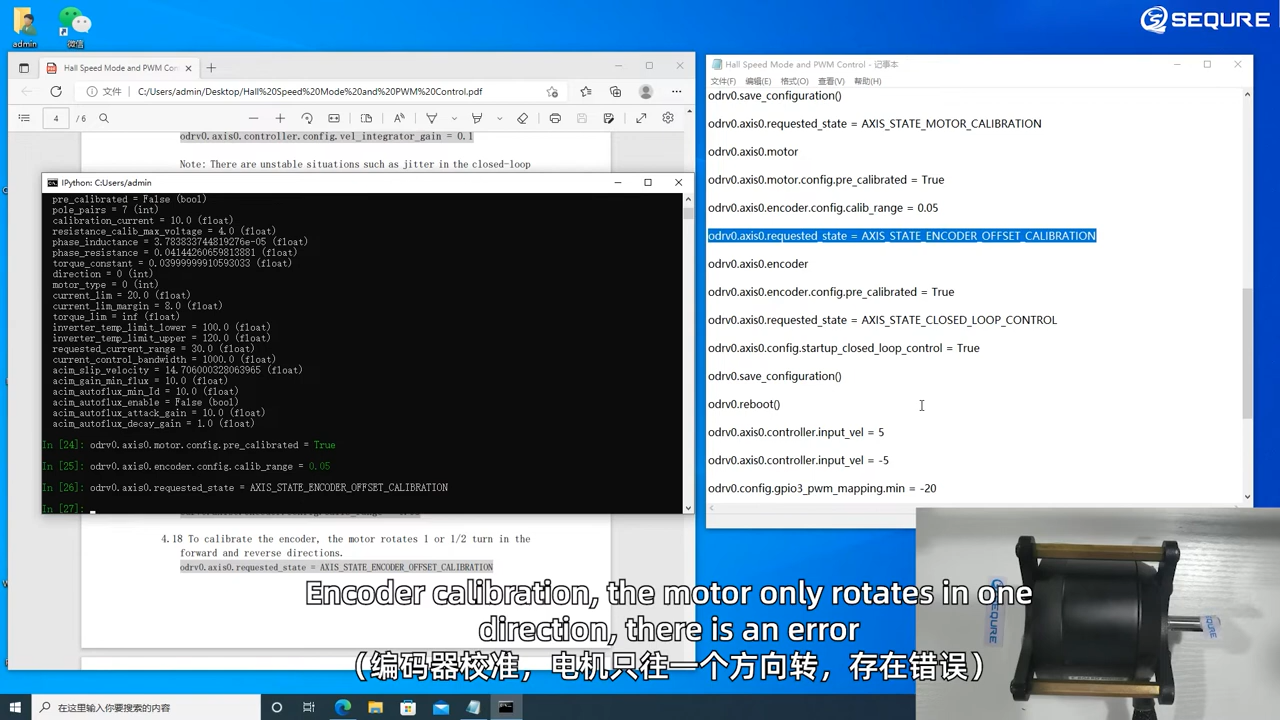 SEQURE
admin
微信
Hall Speed Mode and PWM Control
文件 C:/Users/admin/Desktop/Hall%20Speed%20Mode%20and%20PWM%20Control.pdf
4 / 6
odrv0.axis0.controller.config.vel_integrator_gain = 0.1
Note: There are unstable situations such as jitter in the closed-loop
IPython: C:Users/admin
pre_calibrated = False (bool)
pole_pairs = 7 (int)
calibration_current = 10.0 (float)
resistance_calib_max_voltage = 4.0 (float)
phase_inductance = 3.783833744819276e-05 (float)
phase_resistance = 0.04144260659813881 (float)
torque_constant = 0.03999999910593033 (float)
direction = 0 (int)
motor_type = 0 (int)
current_lim = 20.0 (float)
current_lim_margin = 8.0 (float)
torque_lim = inf (float)
inverter_temp_limit_lower = 100.0 (float)
inverter_temp_limit_upper = 120.0 (float)
requested_current_range = 30.0 (float)
current_control_bandwidth = 1000.0 (float)
acim_slip_velocity = 14.706000328063965 (float)
acim_gain_min_flux = 10.0 (float)
acim_autoflux_min_Id = 10.0 (float)
acim_autoflux_enable = False (bool)
acim_autoflux_attack_gain = 10.0 (float)
acim_autoflux_decay_gain = 1.0 (float)
In [24]: odrv0.axis0.motor.config.pre_calibrated = True
In [25]: odrv0.axis0.encoder.config.calib_range = 0.05
In [26]: odrv0.axis0.requested_state = AXIS_STATE_ENCODER_OFFSET_CALIBRATION
In [27]:
4.18 To calibrate the encoder, the motor rotates 1 or 1/2 turn in the
forward and reverse directions.
odrv0.axis0.requested_state = AXIS_STATE_ENCODER_OFFSET_CALIBRATION
Hall Speed Mode and PWM Control - 记事本
文件(F) 编辑(E) 格式(O) 查看(V) 帮助(H)
odrv0.save_configuration()
odrv0.axis0.requested_state = AXIS_STATE_MOTOR_CALIBRATION
odrv0.axis0.motor
odrv0.axis0.motor.config.pre_calibrated = True
odrv0.axis0.encoder.config.calib_range = 0.05
odrv0.axis0.requested_state = AXIS_STATE_ENCODER_OFFSET_CALIBRATION
odrv0.axis0.encoder
odrv0.axis0.encoder.config.pre_calibrated = True
odrv0.axis0.requested_state = AXIS_STATE_CLOSED_LOOP_CONTROL
odrv0.axis0.config.startup_closed_loop_control = True
odrv0.save_configuration()
odrv0.reboot()
odrv0.axis0.controller.input_vel = 5
odrv0.axis0.controller.input_vel = -5
odrv0.config.gpio3_pwm_mapping.min = -20
SEQURE
SEQURE
Encoder calibration, the motor only rotates in one
direction, there is an error
（编码器校准，电机只往一个方向转，存在错误）
在这里输入你要搜索的内容